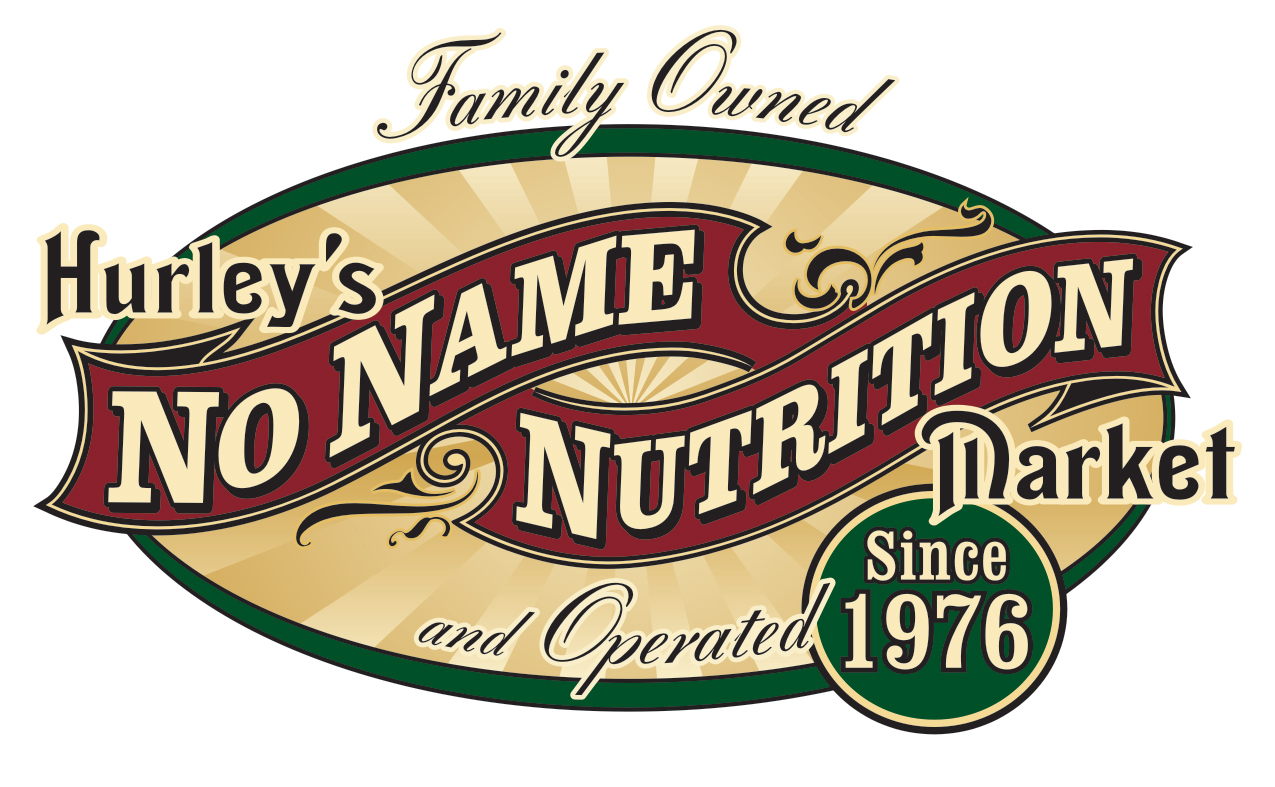 Family Owned
Hurley's
NO NAME
NUTRITION
Market
Since
1976
and Operated